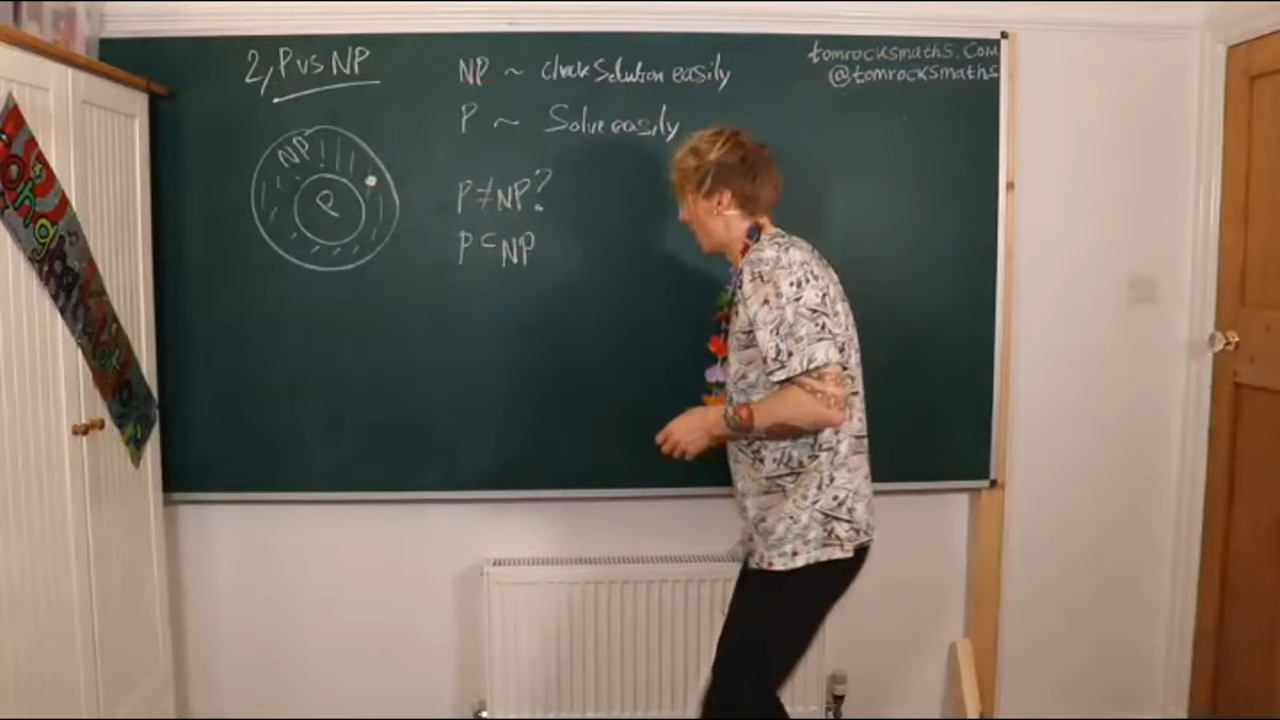 2, P vs NP
NP ~ Check Solution easily
P ~ Solve easily
P ≠ NP?
P ⊂ NP
NP
P
tomrocksmaths.com
@tomrocksmaths